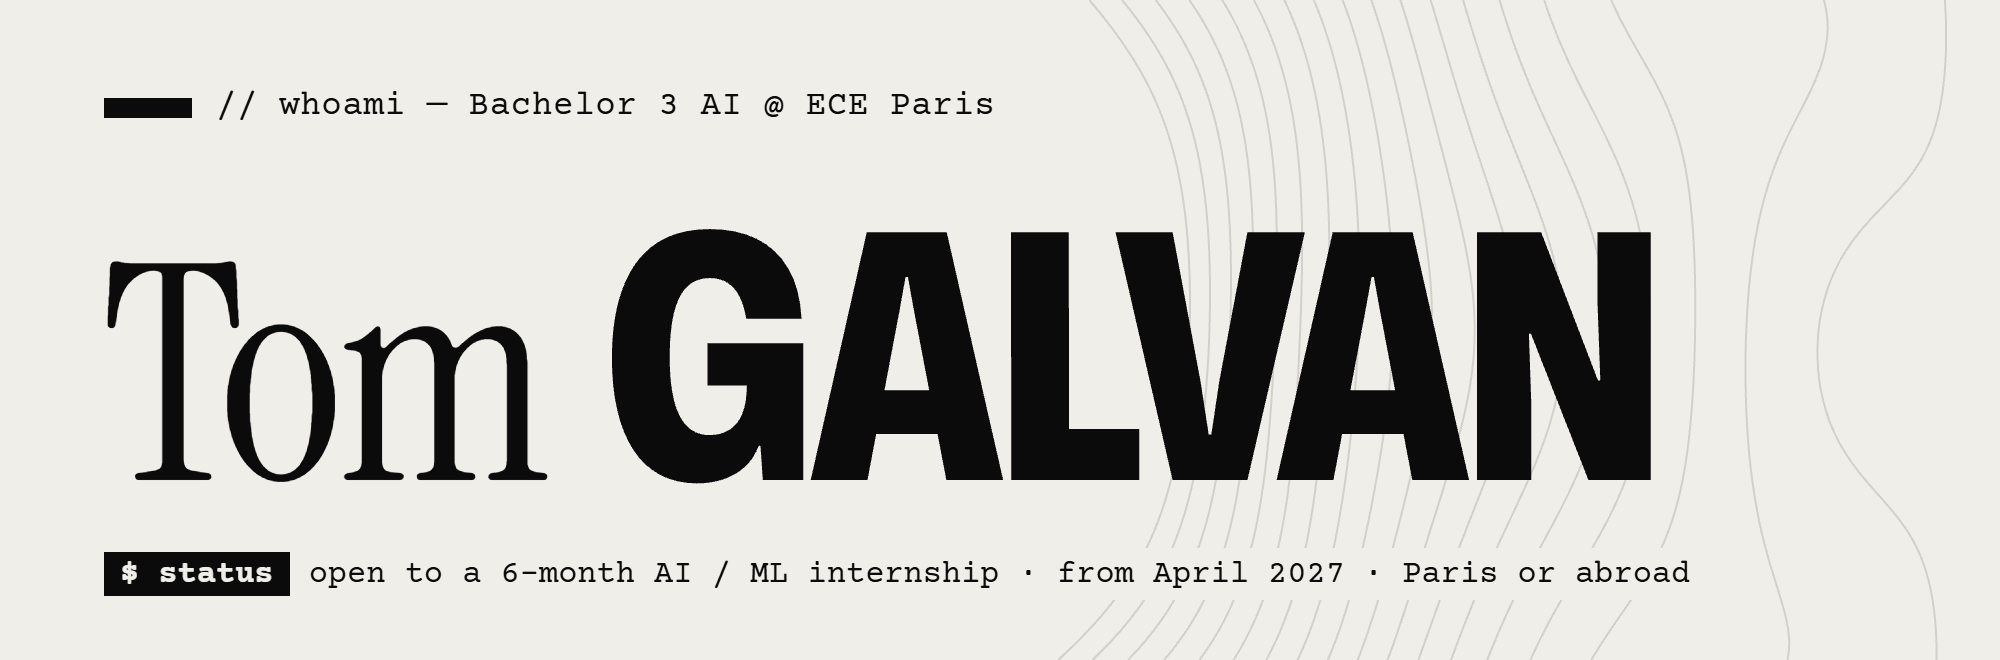 // whoami — Bachelor 3 AI @ ECE Paris
Tom GALVAN
$ status open to a 6-month AI / ML internship · from April 2027 · Paris or abroad